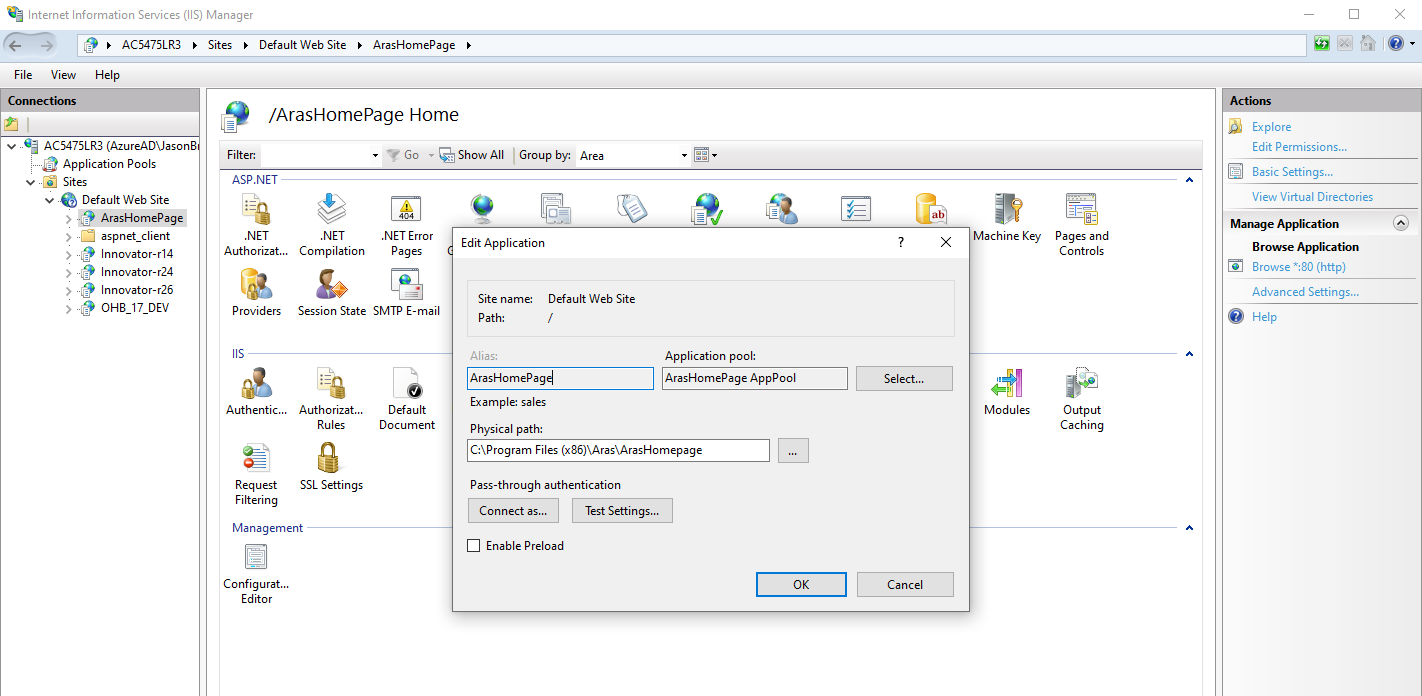 Internet Information Services (IIS) Manager
AC5475LR3 Sites Default Web Site ArasHomePage
File View Help
Connections
AC5475LR3 (AzureAD\JasonBr
Application Pools
Sites
Default Web Site
ArasHomePage
aspnet_client
Innovator-r14
Innovator-r24
Innovator-r26
OHB_17_DEV
/ArasHomePage Home
Filter: Go Show All Group by: Area
ASP.NET
.NET Authorizat...
.NET Compilation
.NET Error Pages
Machine Key
Pages and Controls
Providers
Session State
SMTP E-mail
IIS
Authentic...
Authorizat... Rules
Default Document
Modules
Output Caching
Request Filtering
SSL Settings
Management
Configurat... Editor
Edit Application
?
Site name: Default Web Site
Path: /
Alias: Application pool:
ArasHomePage ArasHomePage AppPool Select...
Example: sales
Physical path:
C:\Program Files (x86)\Aras\ArasHomepage ...
Pass-through authentication
Connect as... Test Settings...
Enable Preload
OK Cancel
Actions
Explore
Edit Permissions...
Basic Settings...
View Virtual Directories
Manage Application
Browse Application
Browse *:80 (http)
Advanced Settings...
Help